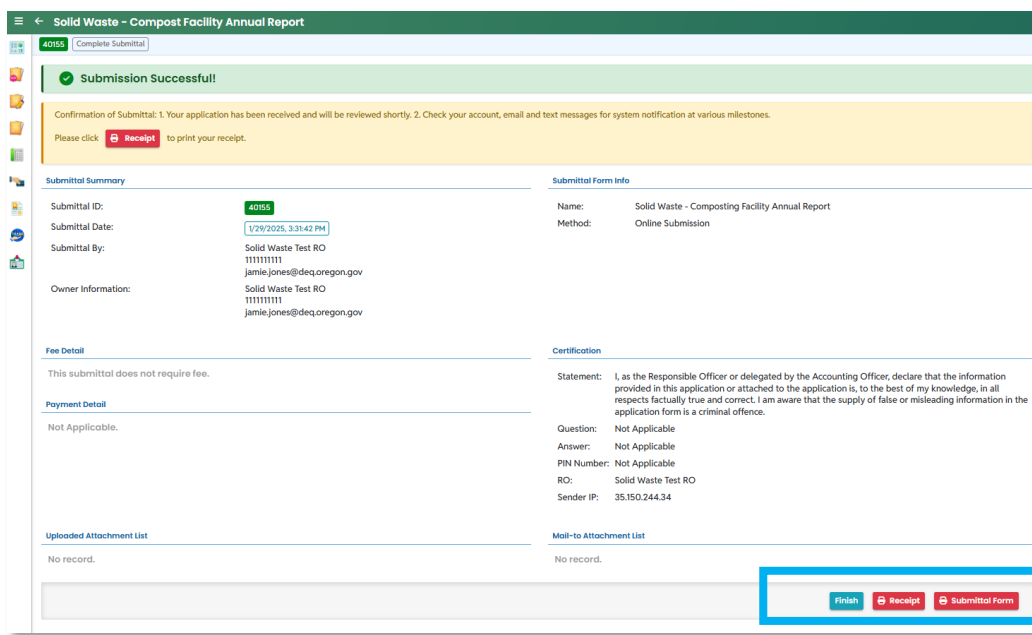 Solid Waste - Compost Facility Annual Report
40155 Complete Submittal
Submission Successful!
Confirmation of Submittal: 1. Your application has been received and will be reviewed shortly. 2. Check your account, email and text messages for system notification at various milestones.
Please click Receipt to print your receipt.
Submittal Summary
Submittal ID: 40155
Submittal Date: 1/29/2025, 3:31:42 PM
Submittal By: Solid Waste Test RO
1111111111
jamie.jones@deq.oregon.gov
Owner Information: Solid Waste Test RO
1111111111
jamie.jones@deq.oregon.gov
Submittal Form Info
Name: Solid Waste - Composting Facility Annual Report
Method: Online Submission
Fee Detail
This submittal does not require fee.
Payment Detail
Not Applicable.
Certification
Statement: I, as the Responsible Officer or delegated by the Accounting Officer, declare that the information
provided in this application or attached to the application is, to the best of my knowledge, in all
respects factually true and correct. I am aware that the supply of false or misleading information in the
application form is a criminal offence.
Question: Not Applicable
Answer: Not Applicable
PIN Number: Not Applicable
RO: Solid Waste Test RO
Sender IP: 35.150.244.34
Uploaded Attachment List
No record.
Mail-to Attachment List
No record.
Finish Receipt Submittal Form